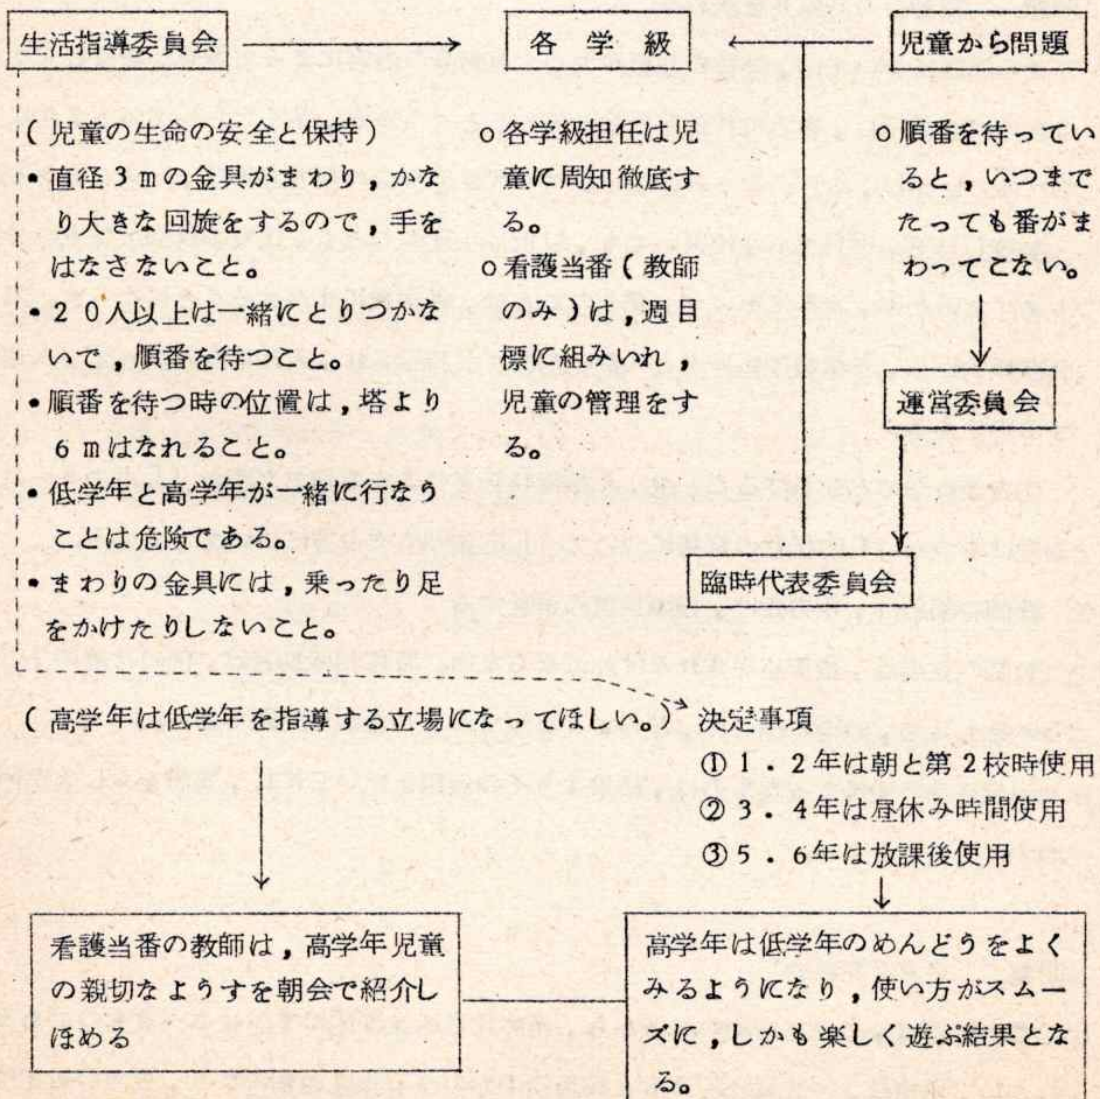 生活指導委員会
各学級
児童から問題
(児童の生命の安全と保持)
・直径3mの金具がまわり,かな
り大きな回旋をするので,手を
はなさないこと。
・20人以上は一緒にとりつかな
いで,順番を待つこと。
・順番を待つ時の位置は,塔より
6mはなれること。
・低学年と高学年が一緒に行なう
ことは危険である。
・まわりの金具には,乗ったり足
をかけたりしないこと。
○各学級担任は児
童に周知徹底す
る。
○看護当番(教師
のみ)は,週目
標に組みいれ,
児童の管理をす
る。
○順番を待ってい
ると,いつまで
たっても番がま
わってこない。
運営委員会
臨時代表委員会
(高学年は低学年を指導する立場になってほしい。)
決定事項
①1.2年は朝と第2校時使用
②3.4年は昼休み時間使用
③5.6年は放課後使用
看護当番の教師は,高学年児童
の親切なようすを朝会で紹介し
ほめる
高学年は低学年のめんどうをよく
みるようになり,使い方がスムー
ズに,しかも楽しく遊ぶ結果とな
る。